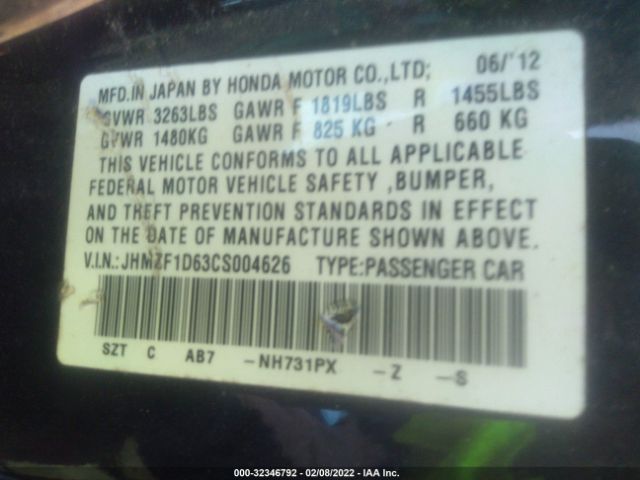 MFD.IN JAPAN BY HONDA MOTOR CO.,LTD; 06/'12
GVWR 3263LBS GAWR F 1819LBS R 1455LBS
GVWR 1480KG GAWR F 825 KG R 660 KG
THIS VEHICLE CONFORMS TO ALL APPLICABLE
FEDERAL MOTOR VEHICLE SAFETY ,BUMPER,
AND THEFT PREVENTION STANDARDS IN EFFECT
ON THE DATE OF MANUFACTURE SHOWN ABOVE.
V.I.N.:JHMZF1D63CS004626 TYPE:PASSENGER CAR
SZT C AB7 -NH731PX -Z -S
000-32346792 - 02/08/2022 - IAA Inc.